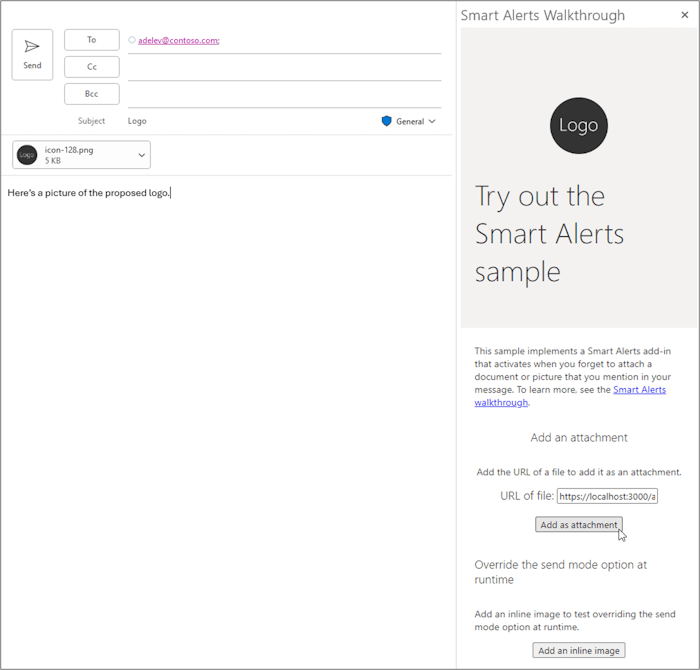 Smart Alerts Walkthrough
Send
To
adelev@contoso.com;
Cc
Bcc
Subject
Logo
General
Logo
icon-128.png
5 KB
Here's a picture of the proposed logo.
Logo
Try out the
Smart Alerts
sample
This sample implements a Smart Alerts add-in
that activates when you forget to attach a
document or picture that you mention in your
message. To learn more, see the Smart Alerts
walkthrough.
Add an attachment
Add the URL of a file to add it as an attachment.
URL of file: https://localhost:3000/a
Add as attachment
Override the send mode option at
runtime
Add an inline image to test overriding the send
mode option at runtime.
Add an inline image